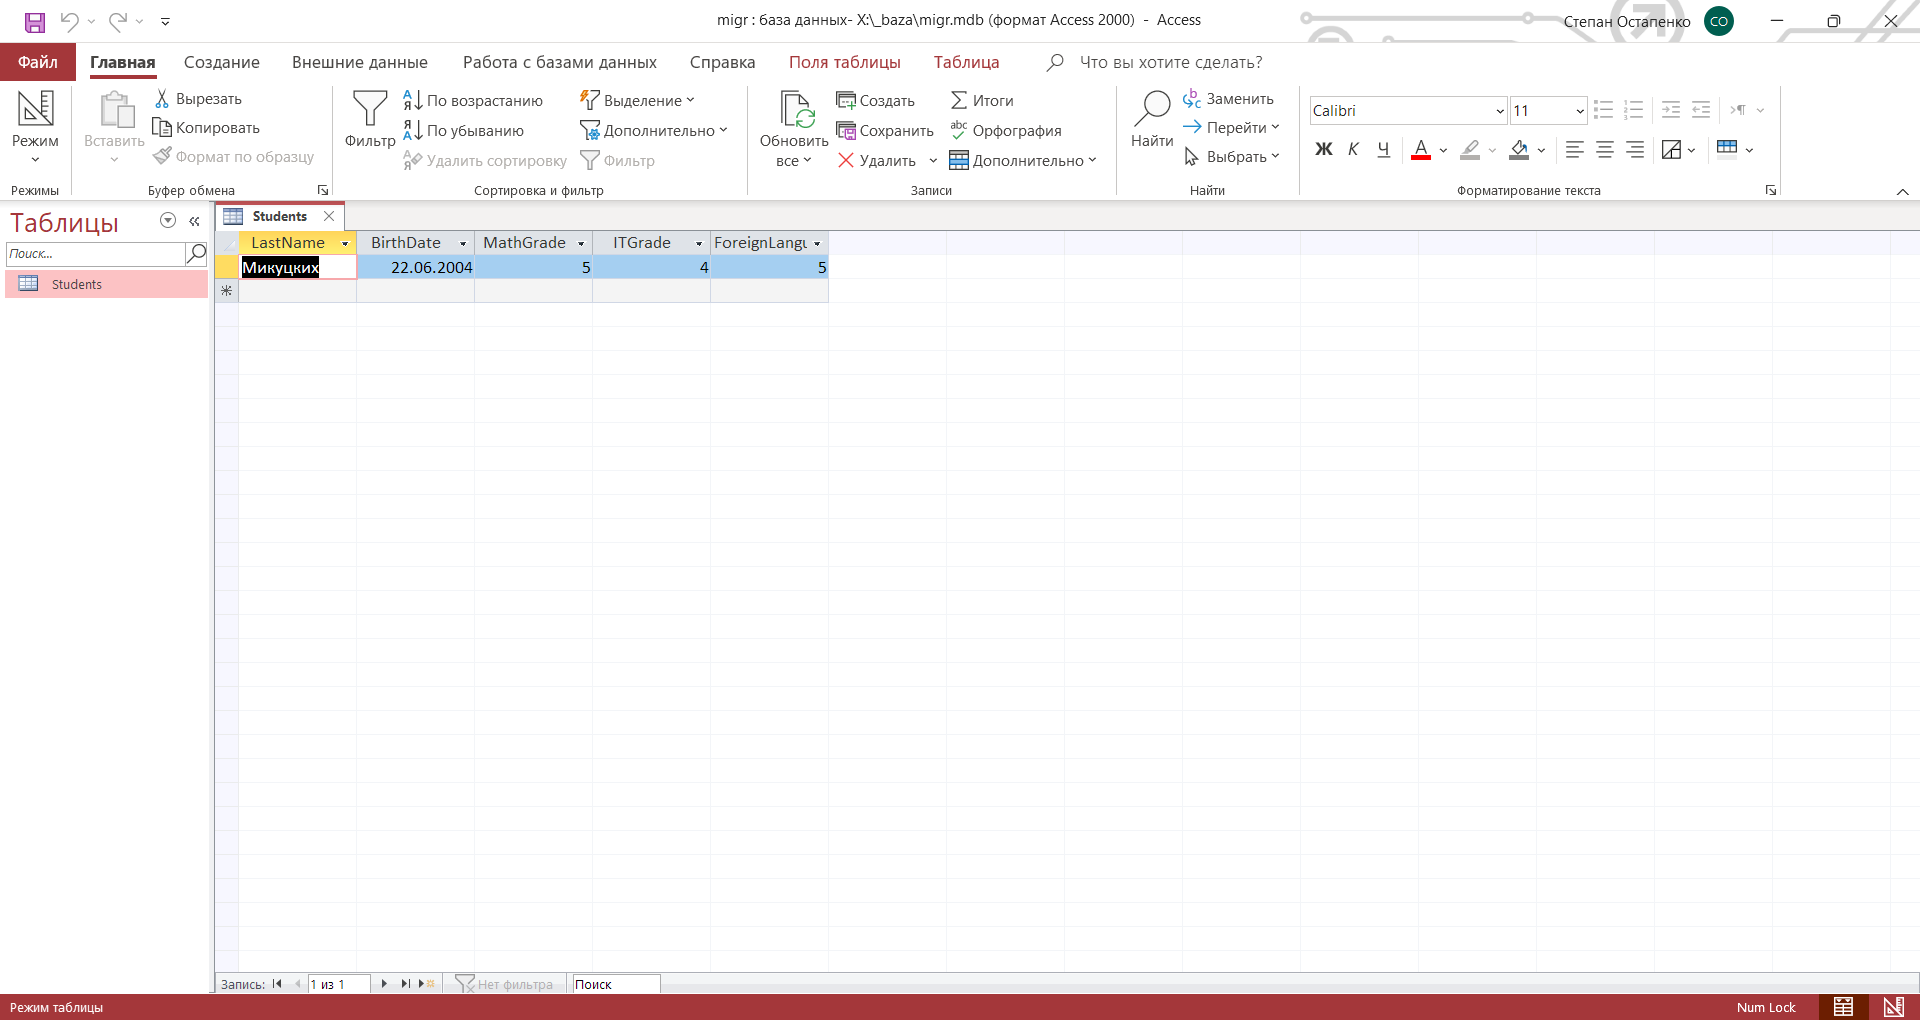 migr : база данных- X:\_baza\migr.mdb (формат Access 2000) - Access
Степан Остапенко
СО
Файл Главная Создание Внешние данные Работа с базами данных Справка Поля таблицы Таблица Что вы хотите сделать?
Режим
Режимы
Вставить
Вырезать
Копировать
Формат по образцу
Буфер обмена
Фильтр
По возрастанию
По убыванию
Удалить сортировку
Выделение
Дополнительно
Фильтр
Сортировка и фильтр
Обновить
все
Создать
Сохранить
Удалить
Итоги
Орфография
Дополнительно
Записи
Найти
Заменить
Перейти
Выбрать
Найти
Calibri 11
Ж К Ч А
Форматирование текста
Таблицы
Поиск...
Students
Students
LastName BirthDate MathGrade ITGrade ForeignLangu
Микуцких 22.06.2004 5 4 5
Запись: 1 из 1 Нет фильтра Поиск
Режим таблицы
Num Lock